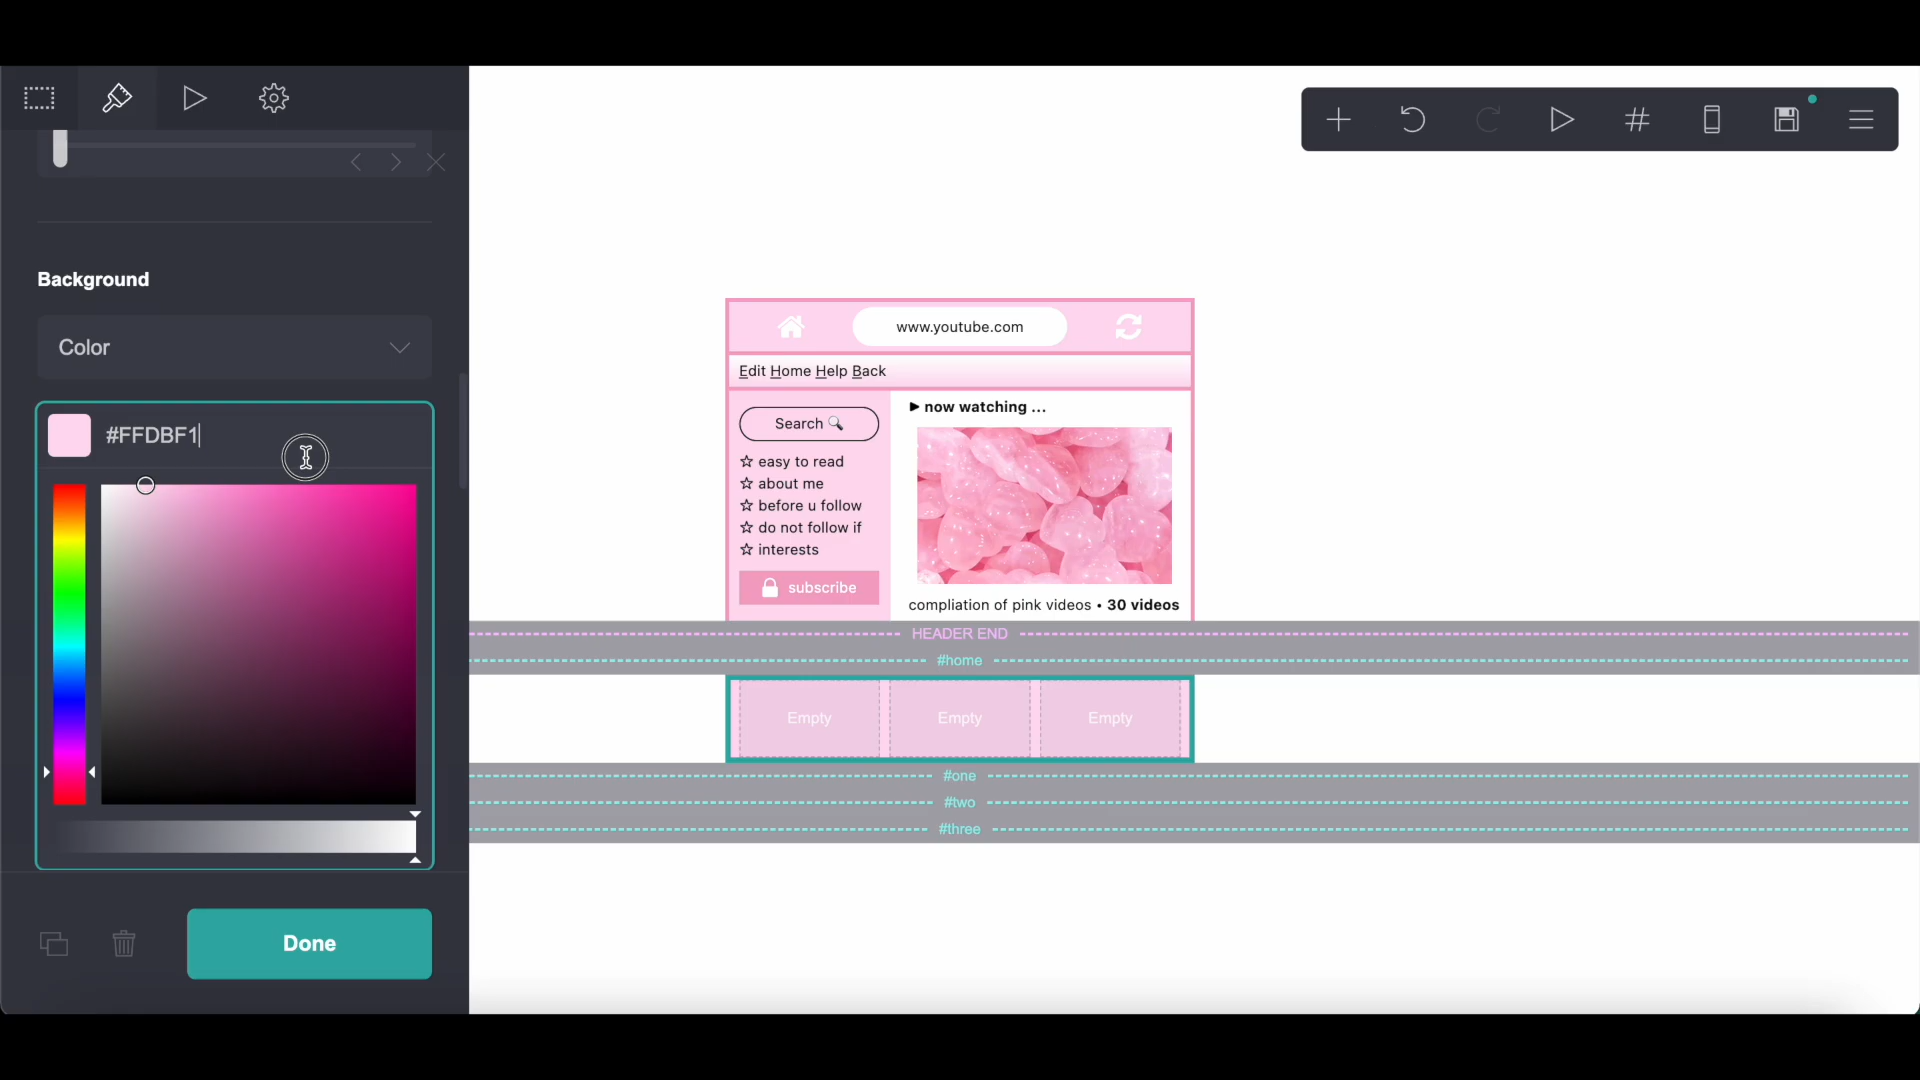 Background
Color
#FFDBF1
Done
www.youtube.com
Edit Home Help Back
Search
☆ easy to read
☆ about me
☆ before u follow
☆ do not follow if
☆ interests
subscribe
▶ now watching ...
compliation of pink videos • 30 videos
HEADER END
#home
Empty Empty Empty
#one
#two
#three